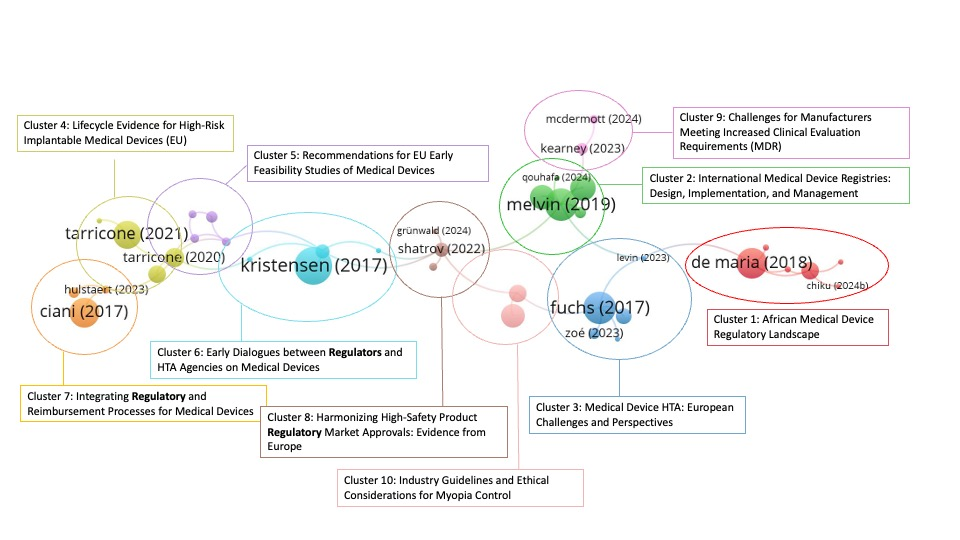 mcdermott (2024)
kearney (2023)
Cluster 9: Challenges for Manufacturers
Meeting Increased Clinical Evaluation
Requirements (MDR)
Cluster 4: Lifecycle Evidence for High-Risk
Implantable Medical Devices (EU)
Cluster 5: Recommendations for EU Early
Feasibility Studies of Medical Devices
qouhafa (2024)
melvin (2019)
Cluster 2: International Medical Device Registries:
Design, Implementation, and Management
tarricone (2021)
tarricone (2020)
grünwald (2024)
shatrov (2022)
kristensen (2017)
levin (2023)
de maria (2018)
chiku (2024b)
hulstaert (2023)
ciani (2017)
fuchs (2017)
zoé (2023)
Cluster 1: African Medical Device
Regulatory Landscape
Cluster 6: Early Dialogues between Regulators and
HTA Agencies on Medical Devices
Cluster 7: Integrating Regulatory and
Reimbursement Processes for Medical Devices
Cluster 8: Harmonizing High-Safety Product
Regulatory Market Approvals: Evidence from
Europe
Cluster 3: Medical Device HTA: European
Challenges and Perspectives
Cluster 10: Industry Guidelines and Ethical
Considerations for Myopia Control